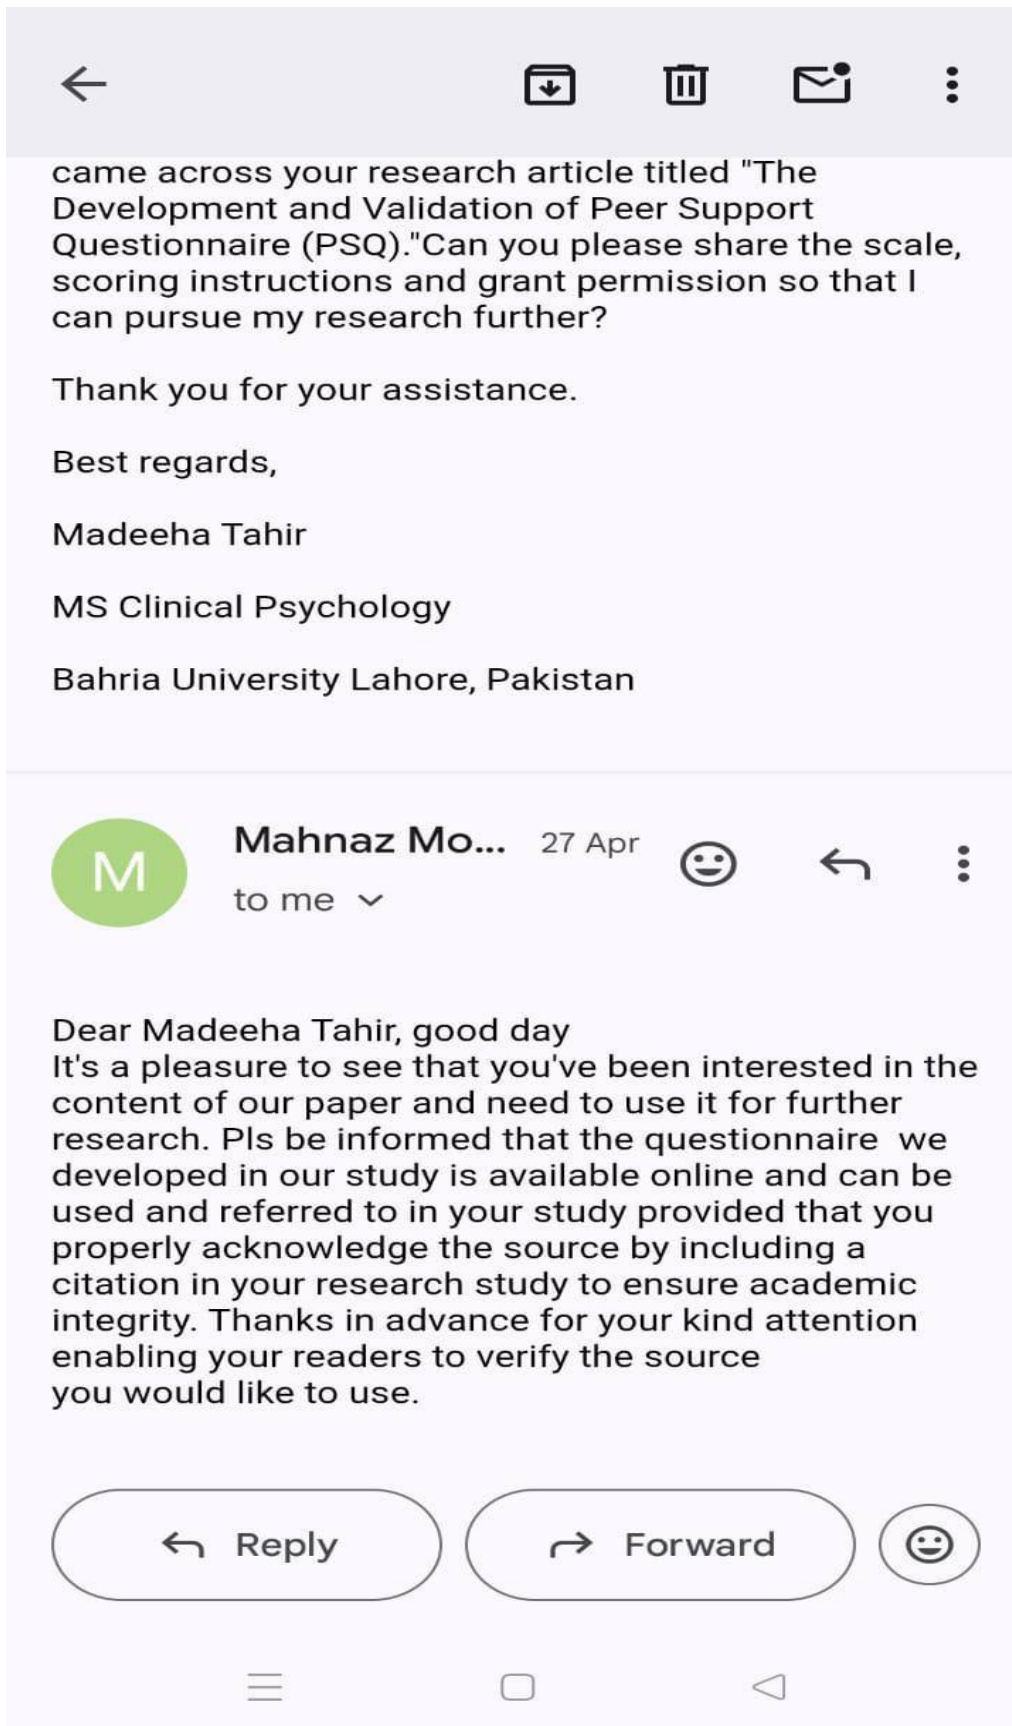 came across your research article titled "The
Development and Validation of Peer Support
Questionnaire (PSQ)."Can you please share the scale,
scoring instructions and grant permission so that I
can pursue my research further?
Thank you for your assistance.
Best regards,
Madeeha Tahir
MS Clinical Psychology
Bahria University Lahore, Pakistan
M
Mahnaz Mo... 27 Apr
to me
Dear Madeeha Tahir, good day
It's a pleasure to see that you've been interested in the
content of our paper and need to use it for further
research. Pls be informed that the questionnaire  we
developed in our study is available online and can be
used and referred to in your study provided that you
properly acknowledge the source by including a
citation in your research study to ensure academic
integrity. Thanks in advance for your kind attention
enabling your readers to verify the source
you would like to use.
Reply Forward